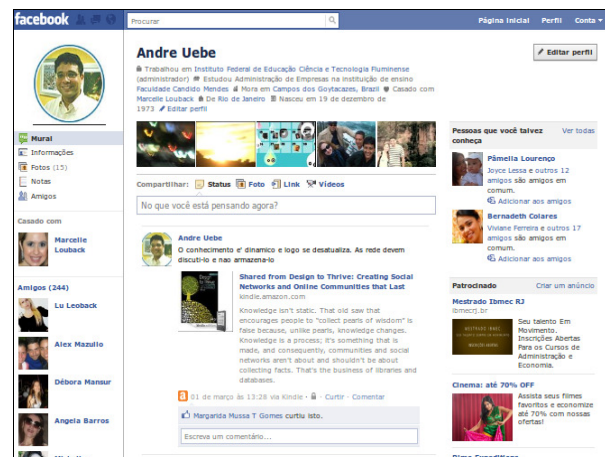 facebook
Procurar
Página Inicial Perfil Conta
Andre Uebe
Editar perfil
Trabalhou em Instituto Federal de Educação Ciência e Tecnologia Fluminense
(administrador) Estudou Administração de Empresas na instituição de ensino
Faculdade Candido Mendes Mora em Campos dos Goytacazes, Brazil Casado com
Marcelle Louback De Rio de Janeiro Nasceu em 19 de dezembro de
1973 Editar perfil
Mural
Informações
Fotos (15)
Notas
Amigos
Casado com
Marcelle
Louback
Amigos (244)
Lu Leoback
Alex Mazullo
Débora Mansur
Angela Barros
Compartilhar: Status Foto Link Vídeos
No que você está pensando agora?
Andre Uebe
O conhecimento e' dinamico e logo se desatualiza. As rede devem
discuti-lo e nao armazena-lo
Shared from Design to Thrive: Creating Social
Networks and Online Communities that Last
kindle.amazon.com
Knowledge isn't static. That old saw that
encourages people to "collect pearls of wisdom" is
false because, unlike pearls, knowledge changes.
Knowledge is a process; it's something that is
made, and consequently, communities and social
networks aren't about and shouldn't be about
collecting facts. That's the business of libraries and
databases.
01 de março às 13:28 via Kindle · Curtir · Comentar
Margarida Mussa T Gomes curtiu isto.
Escreva um comentário...
Pessoas que você talvez
conheça
Ver todas
Pâmella Lourenço
Joyce Lessa e outros 12
amigos são amigos em
comum.
Adicionar aos amigos
Bernadeth Colares
Viviane Ferreira e outros 17
amigos são amigos em
comum.
Adicionar aos amigos
Patrocinado
Criar um anúncio
Mestrado Ibmec RJ
ibmecrj.br
MESTRADO IBMEC
Seu talento Em
Movimento.
Inscrições Abertas
Para os Cursos de
Administração e
Economia.
Cinema: até 70% OFF
Assista seus filmes
favoritos e economize
até 70% com nossas
ofertas!